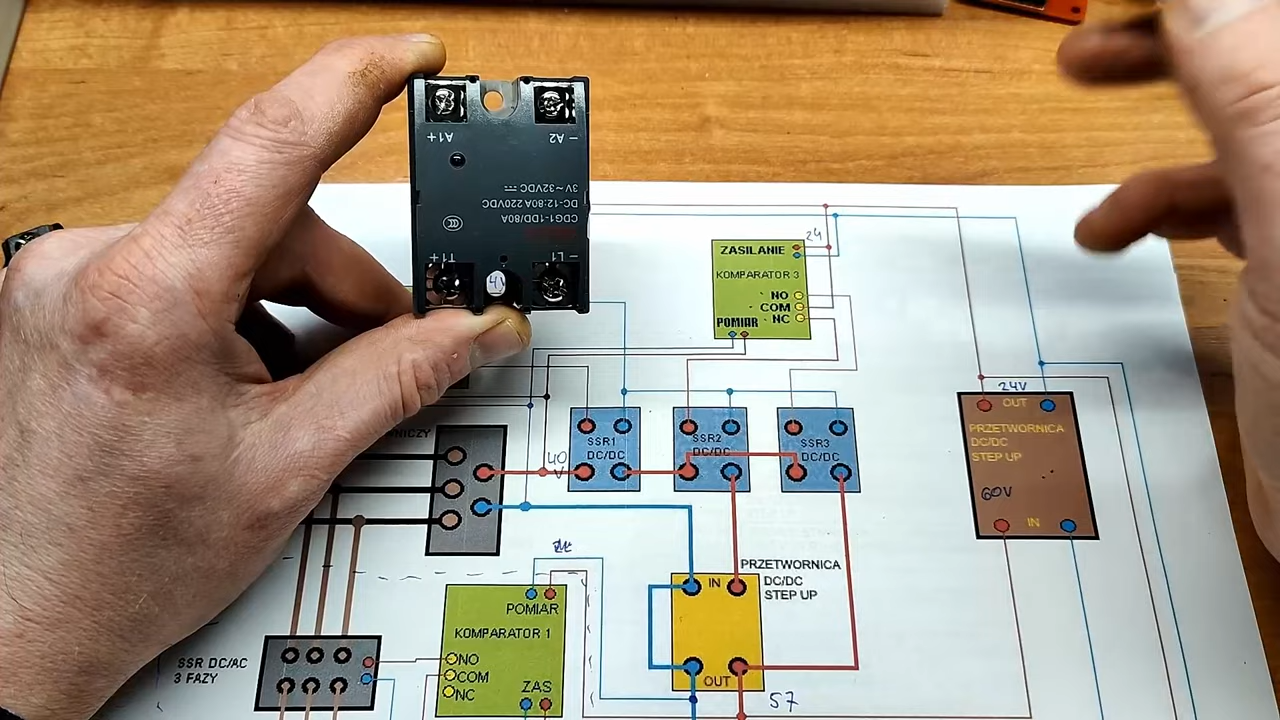 A1+
A2 –
3V~32VDC
DC-12:80A 220VDC
CDG1-1DD/80A
T1+
L1 –
24
ZASILANIE
KOMPARATOR 3
NO
COM
NC
POMIAR
SSR1
DC/DC
SSR2
DC/DC
SSR3
DC/DC
40
V
24V
OUT
PRZETWORNICA
DC/DC
STEP UP
60V
IN
IN
PRZETWORNICA
DC/DC
STEP UP
OUT
57
POMIAR
KOMPARATOR 1
NO
COM
NC
ZAS
SSR DC/AC
3 FAZY